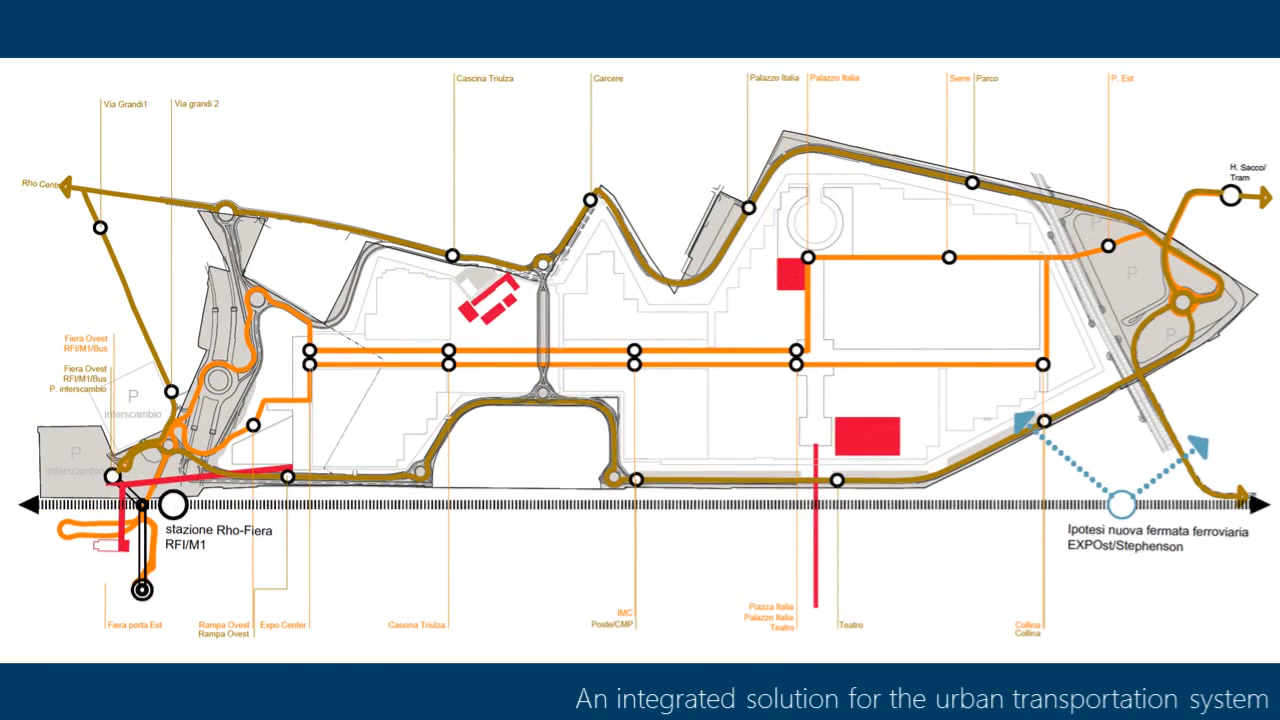 Cascina Triulza
Carcere
Palazzo Italia
Palazzo Italia
Serre
Parco
P. Est
Via Grandi1
Via grandi 2
H. Sacco/
Tram
Rho Centro
P
P
Fiera Ovest
RFI/M1/Bus
Fiera Ovest
RFI/M1/Bus
P. interscambio
P
interscambio
P
interscambio
stazione Rho-Fiera
RFI/M1
Ipotesi nuova fermata ferroviaria
EXPOst/Stephenson
Fiera porta Est
Rampa Ovest
Rampa Ovest
Expo Center
Cascina Triulza
IMC
Poste/CMP
Piazza Italia
Palazzo Italia
Teatro
Teatro
Collina
Collina
An integrated solution for the urban transportation system